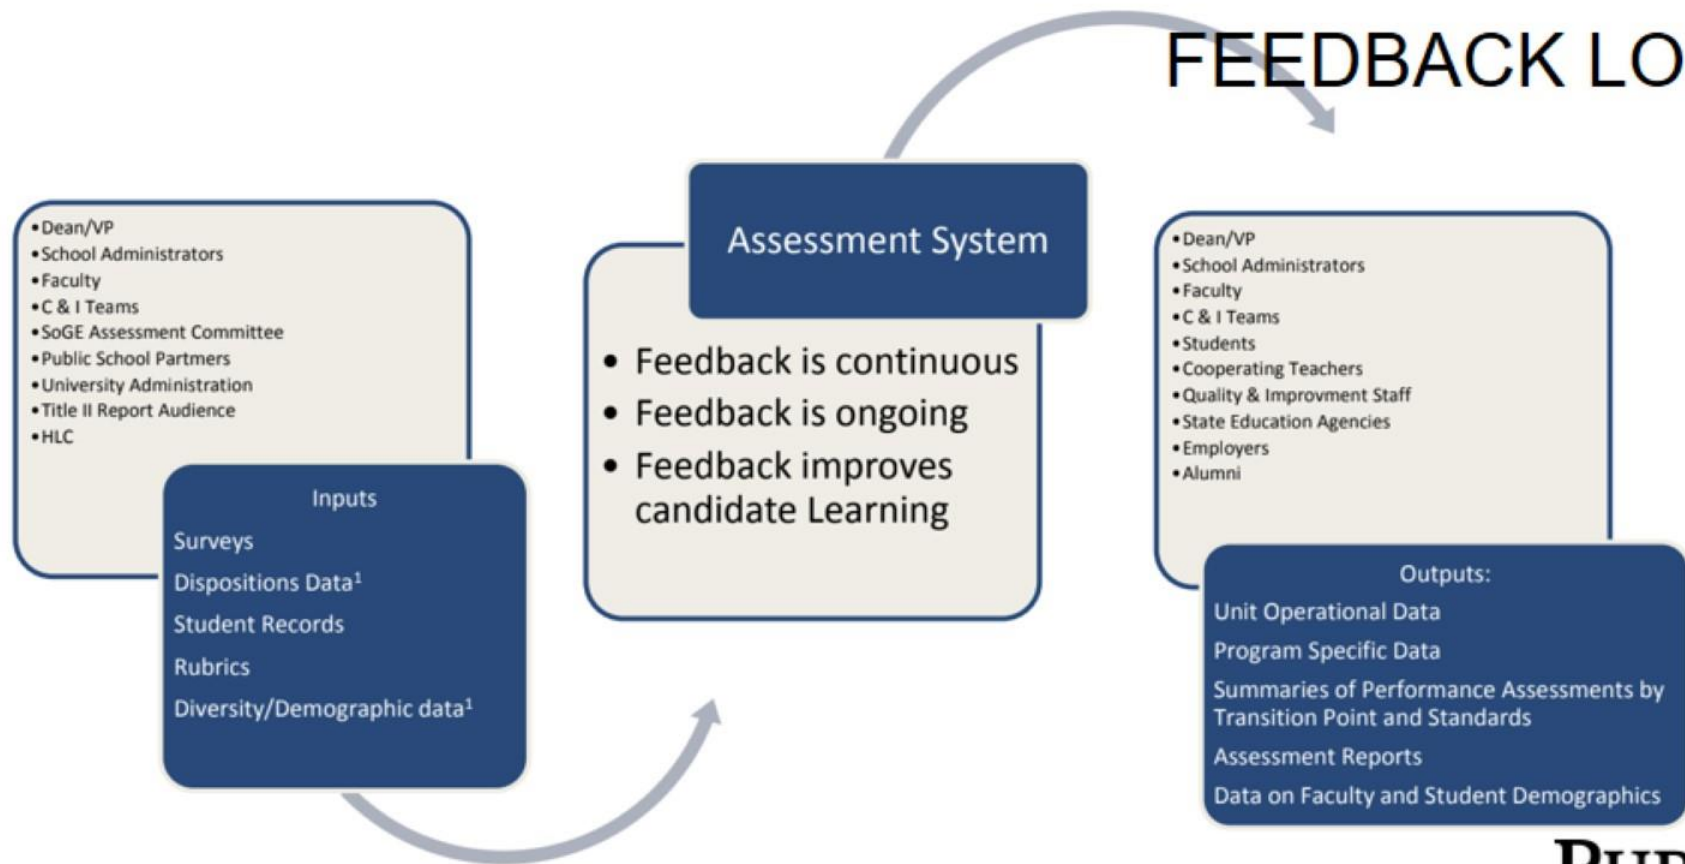 FEEDBACK LO
•Dean/VP
•School Administrators
•Faculty
•C & I Teams
•SoGE Assessment Committee
•Public School Partners
•University Administration
•Title II Report Audience
•HLC
Inputs
Surveys
Dispositions Data¹
Student Records
Rubrics
Diversity/Demographic data¹
Assessment System
• Feedback is continuous
• Feedback is ongoing
• Feedback improves
candidate Learning
•Dean/VP
•School Administrators
•Faculty
•C & I Teams
•Students
•Cooperating Teachers
•Quality & Improvment Staff
•State Education Agencies
•Employers
•Alumni
Outputs:
Unit Operational Data
Program Specific Data
Summaries of Performance Assessments by
Transition Point and Standards
Assessment Reports
Data on Faculty and Student Demographics